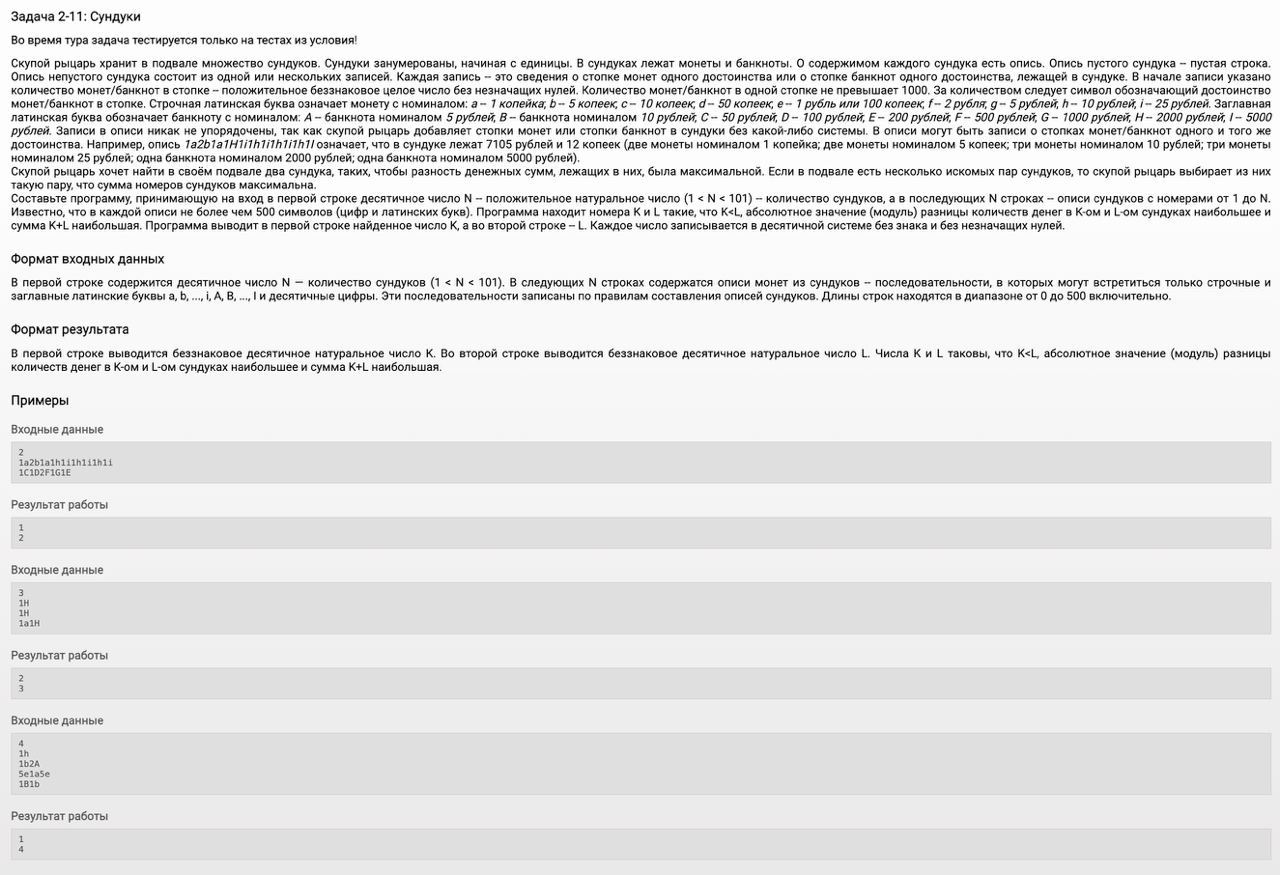 Задача 2-11: Сундуки
Во время тура задача тестируется только на тестах из условия!
Скупой рыцарь хранит в подвале множество сундуков. Сундуки занумерованы, начиная с единицы. В сундуках лежат монеты и банкноты. О содержимом каждого сундука есть опись. Опись пустого сундука – пустая строка.
Опись непустого сундука состоит из одной или нескольких записей. Каждая запись – это сведения о стопке монет одного достоинства или о стопке банкнот одного достоинства, лежащей в сундуке. В начале записи указано
количество монет/банкнот в стопке – положительное беззнаковое целое число без незначащих нулей. Количество монет/банкнот в одной стопке не превышает 1000. За количеством следует символ обозначающий достоинство
монет/банкнот в стопке. Строчная латинская буква означает монету с номиналом: a – 1 копейка; b – 5 копеек, c – 10 копеек; d – 50 копеек, e – 1 рубль или 100 копеек, f – 2 рубля, g – 5 рублей; h – 10 рублей; i – 25 рублей. Заглавная
латинская буква обозначает банкноту с номиналом: A – банкнота номиналом 5 рублей; B – банкнота номиналом 10 рублей; C – 50 рублей, D – 100 рублей; E – 200 рублей; F – 500 рублей; G – 1000 рублей; H – 2000 рублей, I – 5000
рублей. Записи в описи никак не упорядочены, так как скупой рыцарь добавляет стопки монет или стопки банкнот в сундуки без какой-либо системы. В описи могут быть записи о стопках монет/банкнот одного и того же
достоинства. Например, опись 1a2b1a1H1i1h1i1h1i1h1I означает, что в сундуке лежат 7105 рублей и 12 копеек (две монеты номиналом 1 копейка; две монеты номиналом 5 копеек; три монеты номиналом 10 рублей; три монеты
номиналом 25 рублей; одна банкнота номиналом 2000 рублей; одна банкнота номиналом 5000 рублей).
Скупой рыцарь хочет найти в своём подвале два сундука, таких, чтобы разность денежных сумм, лежащих в них, была максимальной. Если в подвале есть несколько искомых пар сундуков, то скупой рыцарь выбирает из них
такую пару, что сумма номеров сундуков максимальна.
Составьте программу, принимающую на вход в первой строке десятичное число N – положительное натуральное число (1 < N < 101) – количество сундуков, а в последующих N строках – описи сундуков с номерами от 1 до N.
Известно, что в каждой описи не более чем 500 символов (цифр и латинских букв). Программа находит номера K и L такие, что K<L, абсолютное значение (модуль) разницы количеств денег в K-ом и L-ом сундуках наибольшее и
сумма K+L наибольшая. Программа выводит в первой строке найденное число K, а во второй строке – L. Каждое число записывается в десятичной системе без знака и без незначащих нулей.
Формат входных данных
В первой строке содержится десятичное число N — количество сундуков (1 < N < 101). В следующих N строках содержатся описи монет из сундуков – последовательности, в которых могут встретиться только строчные и
заглавные латинские буквы a, b, ..., i, A, B, ..., I и десятичные цифры. Эти последовательности записаны по правилам составления описей сундуков. Длины строк находятся в диапазоне от 0 до 500 включительно.
Формат результата
В первой строке выводится беззнаковое десятичное натуральное число K. Во второй строке выводится беззнаковое десятичное натуральное число L. Числа K и L таковы, что K<L, абсолютное значение (модуль) разницы
количеств денег в K-ом и L-ом сундуках наибольшее и сумма K+L наибольшая.
Примеры
Входные данные
2
1a2b1a1h1i1h1i1h1i
1C1D2F1G1E
Результат работы
1
2
Входные данные
3
1H
1H
1a1H
Результат работы
2
3
Входные данные
4
1h
1b2A
5e1a5e
1B1b
Результат работы
1
4